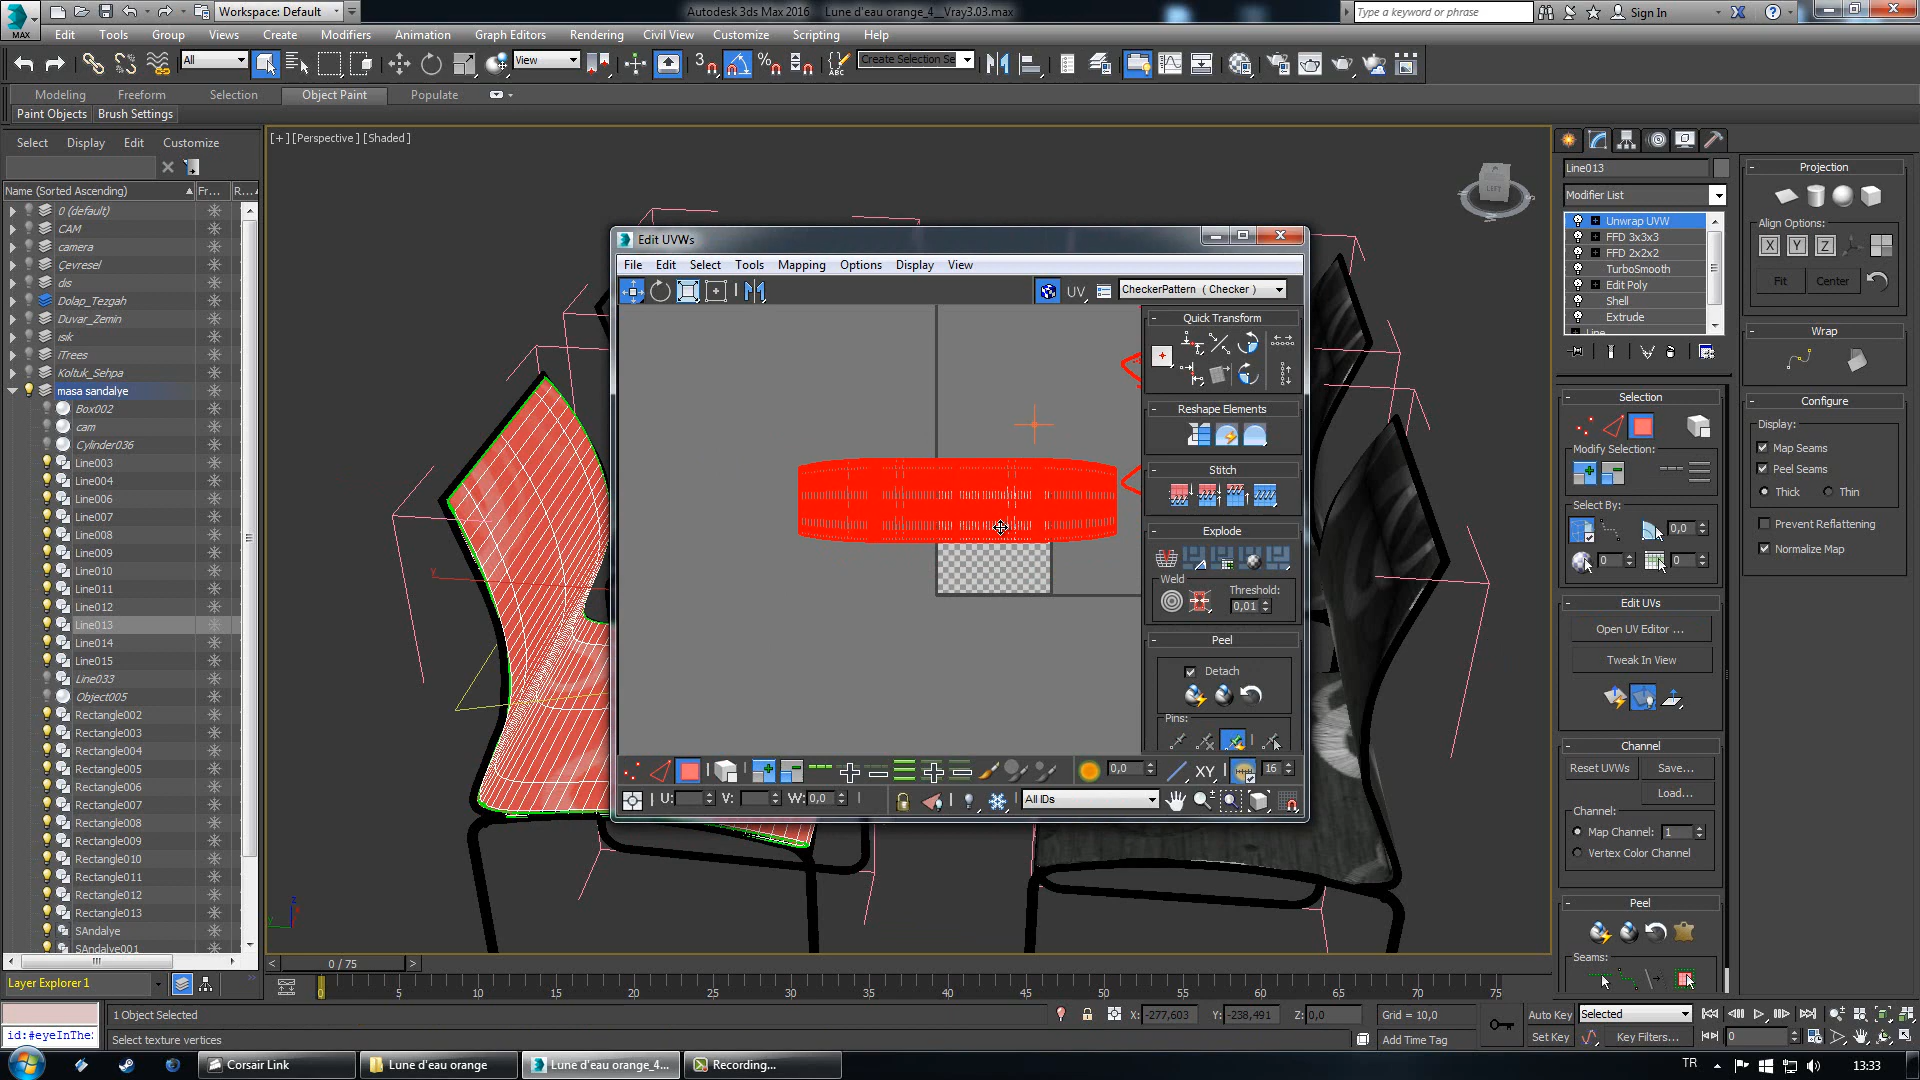 Workspace: Default
Autodesk 3ds Max 2016    Lune d'eau orange_4__Vray3.03.max
Type a keyword or phrase
Sign In
MAX
Edit Tools Group Views Create Modifiers Animation Graph Editors Rendering Civil View Customize Scripting Help
All
View
Create Selection Se
Modeling Freeform Selection Object Paint Populate
Paint Objects Brush Settings
Select Display Edit Customize
Name (Sorted Ascending) Fr... R...
0 (default)
CAM
camera
Çevresel
dıs
Dolap_Tezgah
Duvar_Zemin
ısık
iTrees
Koltuk_Sehpa
masa sandalye
Box002
cam
Cylinder036
Line003
Line004
Line006
Line007
Line008
Line009
Line010
Line011
Line012
Line013
Line014
Line015
Line033
Object005
Rectangle002
Rectangle003
Rectangle004
Rectangle005
Rectangle006
Rectangle007
Rectangle008
Rectangle009
Rectangle010
Rectangle011
Rectangle012
Rectangle013
SAndalye
SAndalye001
Layer Explorer 1
[+] [Perspective] [Shaded]
LEFT
Edit UVWs
File Edit Select Tools Mapping Options Display View
UV
CheckerPattern ( Checker )
Quick Transform
Reshape Elements
Stitch
Explode
Weld
Threshold:
0,01
Peel
Detach
Pins:
0,0
XY
16
U: V: W: 0,0
All IDs
Line013
Modifier List
Unwrap UVW
FFD 3x3x3
FFD 2x2x2
TurboSmooth
Edit Poly
Shell
Extrude
Line
Selection
Modify Selection:
Select By:
0,0
0
0
Edit UVs
Open UV Editor ...
Tweak In View
Channel
Reset UVWs Save...
Load...
Channel:
Map Channel: 1
Vertex Color Channel
Peel
Seams:
Projection
Align Options:
X Y Z
Fit Center
Wrap
Configure
Display:
Map Seams
Peel Seams
Thick Thin
Prevent Reflattening
Normalize Map
0 / 75
5 10 15 20 25 30 35 40 45 50 55 60 65 70 75
1 Object Selected
X: -277,603 Y: -238,491 Z: 0,0
Grid = 10,0
Auto Key
Selected
id:#eyeInThe
Select texture vertices
Add Time Tag
Set Key
Key Filters...
0
Corsair Link
Lune d'eau orange
Lune d'eau orange_4...
Recording...
TR
13:33